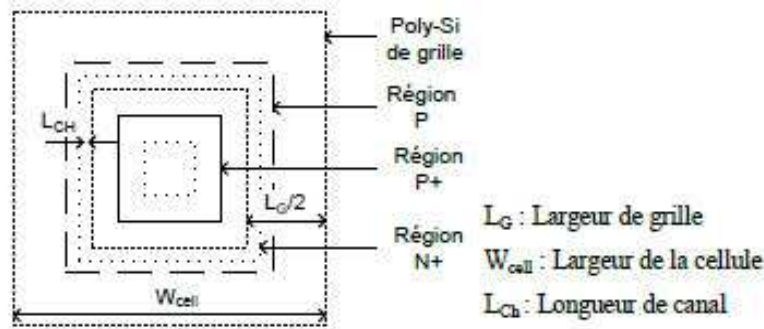 Poly-Si
de grille
Région
P
L_CH
Région
P+
L_G/2
Région
N+
W_cell
L_G : Largeur de grille
W_cell : Largeur de la cellule
L_Ch : Longueur de canal